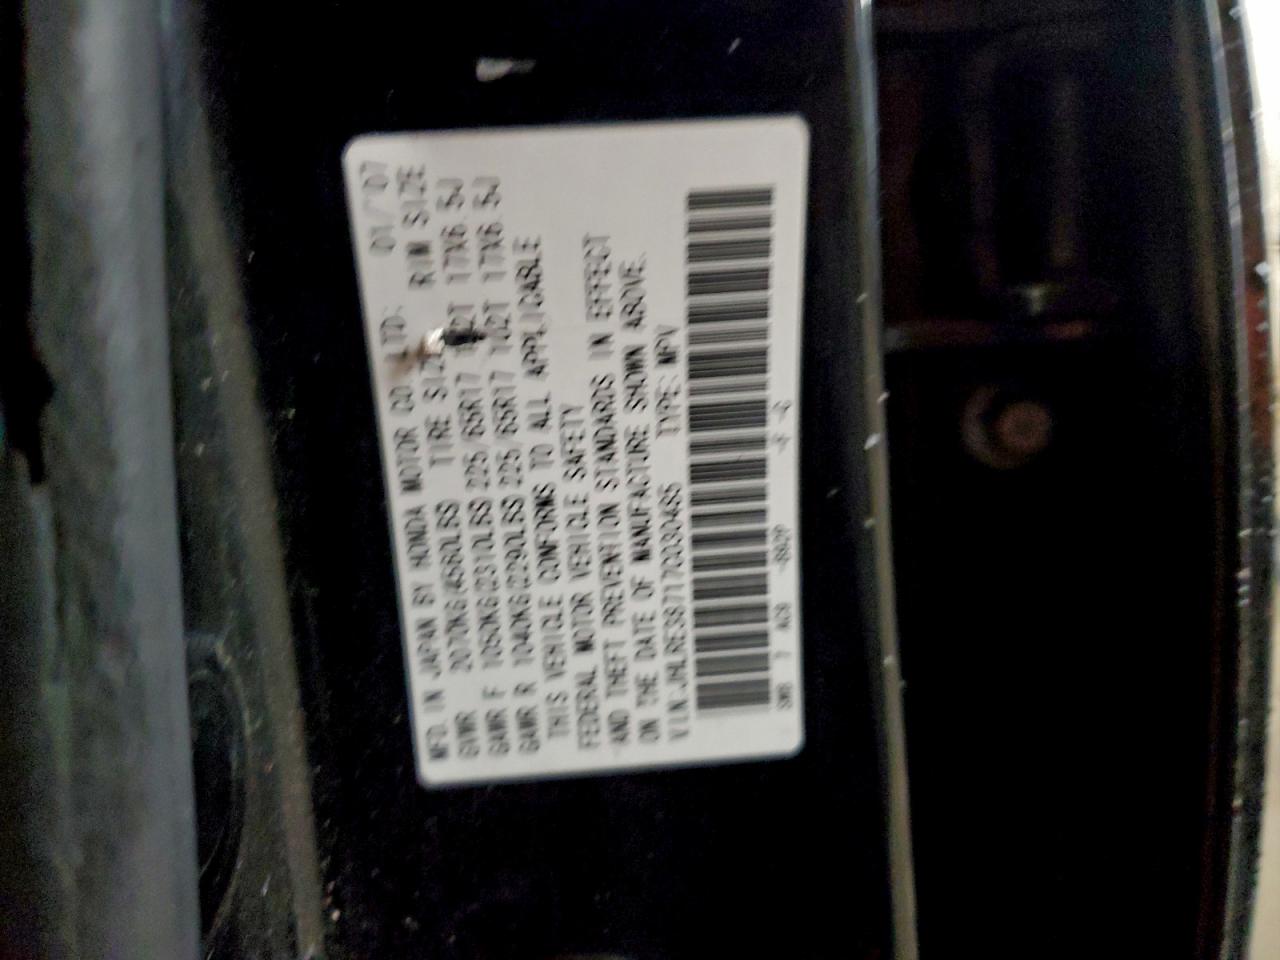 MFD. IN JAPAN BY HONDA MOTOR CO. LTD. 01/'07
GVWR 2070KG(4560LBS) TIRE SIZE RIM SIZE
GAWR F 1050KG(2310LBS) 225/65R17 102T 17X6.5J
GAWR R 1040KG(2290LBS) 225/65R17 102T 17X6.5J
THIS VEHICLE CONFORMS TO ALL APPLICABLE
FEDERAL MOTOR VEHICLE SAFETY
AND THEFT PREVENTION STANDARDS IN EFFECT
ON THE DATE OF MANUFACTURE SHOWN ABOVE.
VIN:JHLRE38717C030485 TYPE: MPV